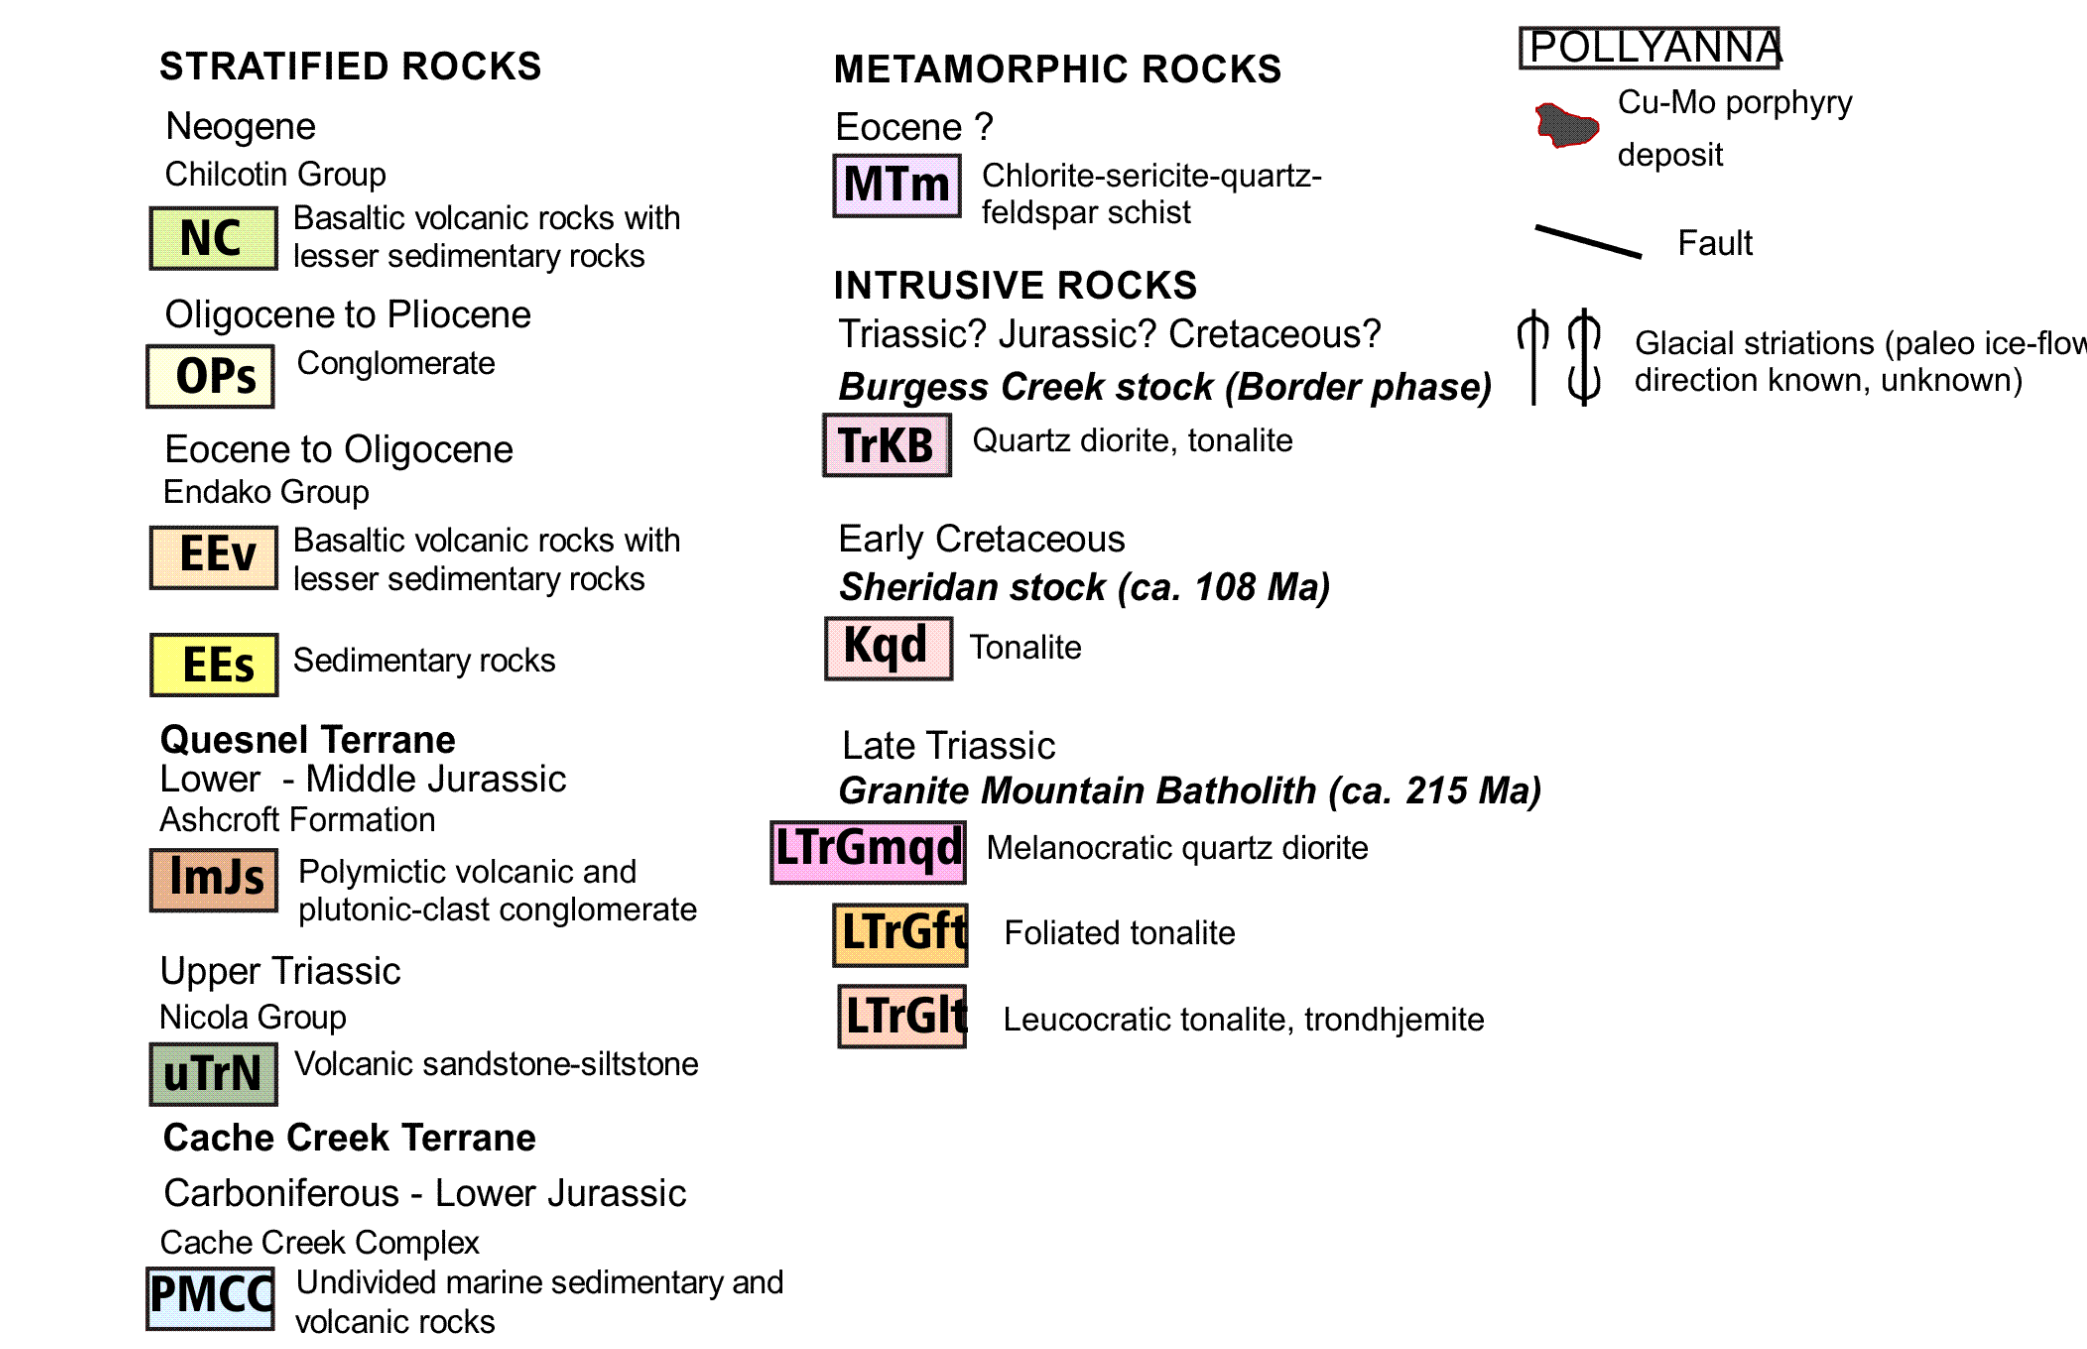 STRATIFIED ROCKS
Neogene
Chilcotin Group
NC
Basaltic volcanic rocks with
lesser sedimentary rocks
Oligocene to Pliocene
OPs
Conglomerate
Eocene to Oligocene
Endako Group
EEv
Basaltic volcanic rocks with
lesser sedimentary rocks
EEs
Sedimentary rocks
Quesnel Terrane
Lower - Middle Jurassic
Ashcroft Formation
lmJs
Polymictic volcanic and
plutonic-clast conglomerate
Upper Triassic
Nicola Group
uTrN
Volcanic sandstone-siltstone
Cache Creek Terrane
Carboniferous - Lower Jurassic
Cache Creek Complex
PMCC
Undivided marine sedimentary and
volcanic rocks
METAMORPHIC ROCKS
Eocene ?
MTm
Chlorite-sericite-quartz-
feldspar schist
INTRUSIVE ROCKS
Triassic? Jurassic? Cretaceous?
Burgess Creek stock (Border phase)
TrKB
Quartz diorite, tonalite
Early Cretaceous
Sheridan stock (ca. 108 Ma)
Kqd
Tonalite
Late Triassic
Granite Mountain Batholith (ca. 215 Ma)
LTrGmqd
Melanocratic quartz diorite
LTrGft
Foliated tonalite
LTrGlt
Leucocratic tonalite, trondhjemite
POLLYANNA
Cu-Mo porphyry
deposit
Fault
Glacial striations (paleo ice-flow
direction known, unknown)